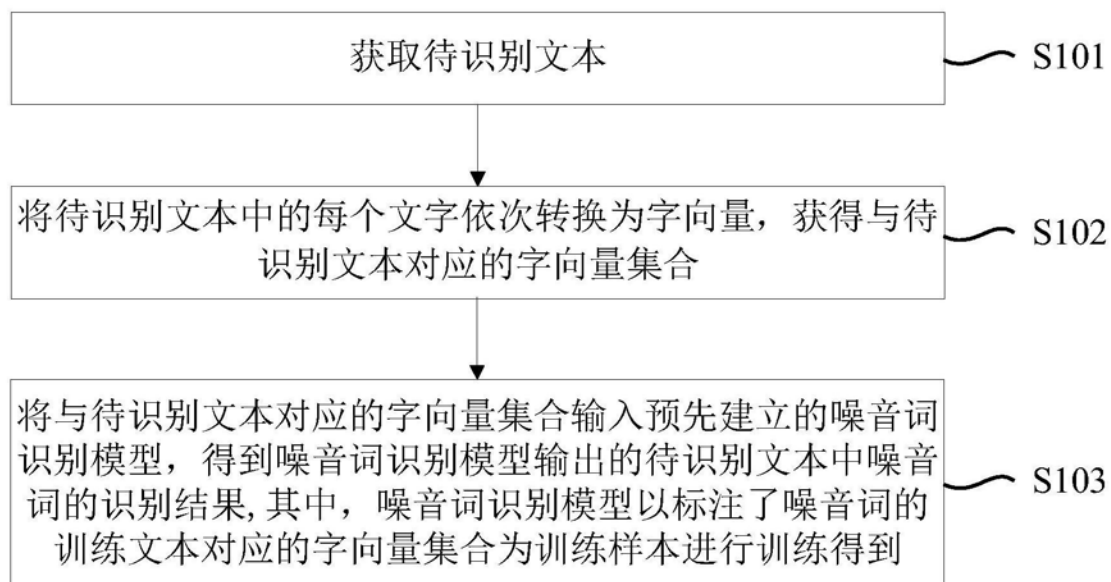 获取待识别文本
S101
将待识别文本中的每个文字依次转换为字向量，获得与待
识别文本对应的字向量集合
S102
将与待识别文本对应的字向量集合输入预先建立的噪音词
识别模型，得到噪音词识别模型输出的待识别文本中噪音
词的识别结果,其中，噪音词识别模型以标注了噪音词的
训练文本对应的字向量集合为训练样本进行训练得到
S103